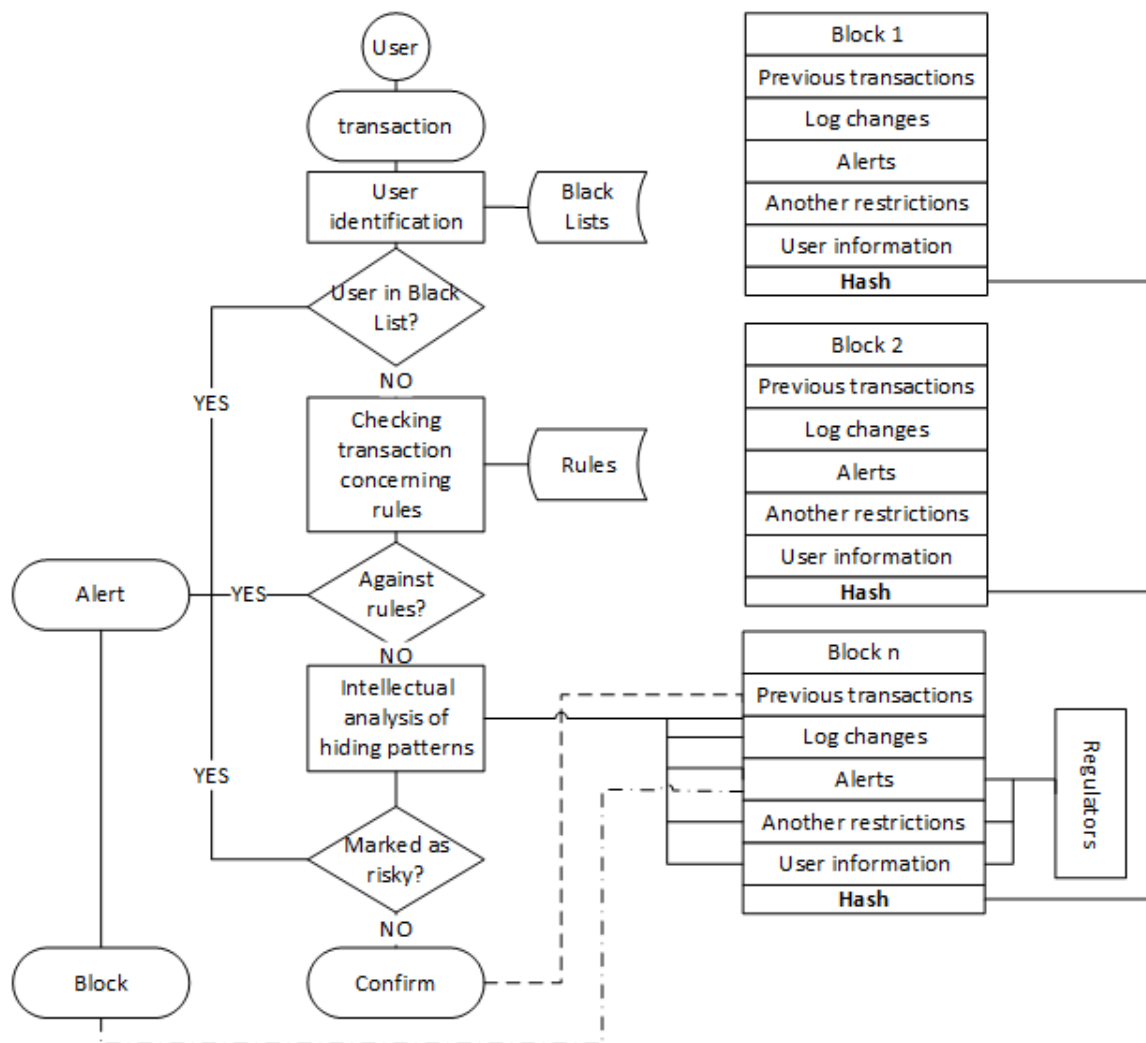 User
transaction
User
identification
Black
Lists
User in Black
List?
YES
NO
Checking
transaction
concerning
rules
Rules
Alert
YES
Against
rules?
NO
Intellectual
analysis of
hiding patterns
YES
Marked as
risky?
NO
Block
Confirm
Block 1
Previous transactions
Log changes
Alerts
Another restrictions
User information
Hash
Block 2
Previous transactions
Log changes
Alerts
Another restrictions
User information
Hash
Block n
Previous transactions
Log changes
Alerts
Another restrictions
User information
Hash
Regulators